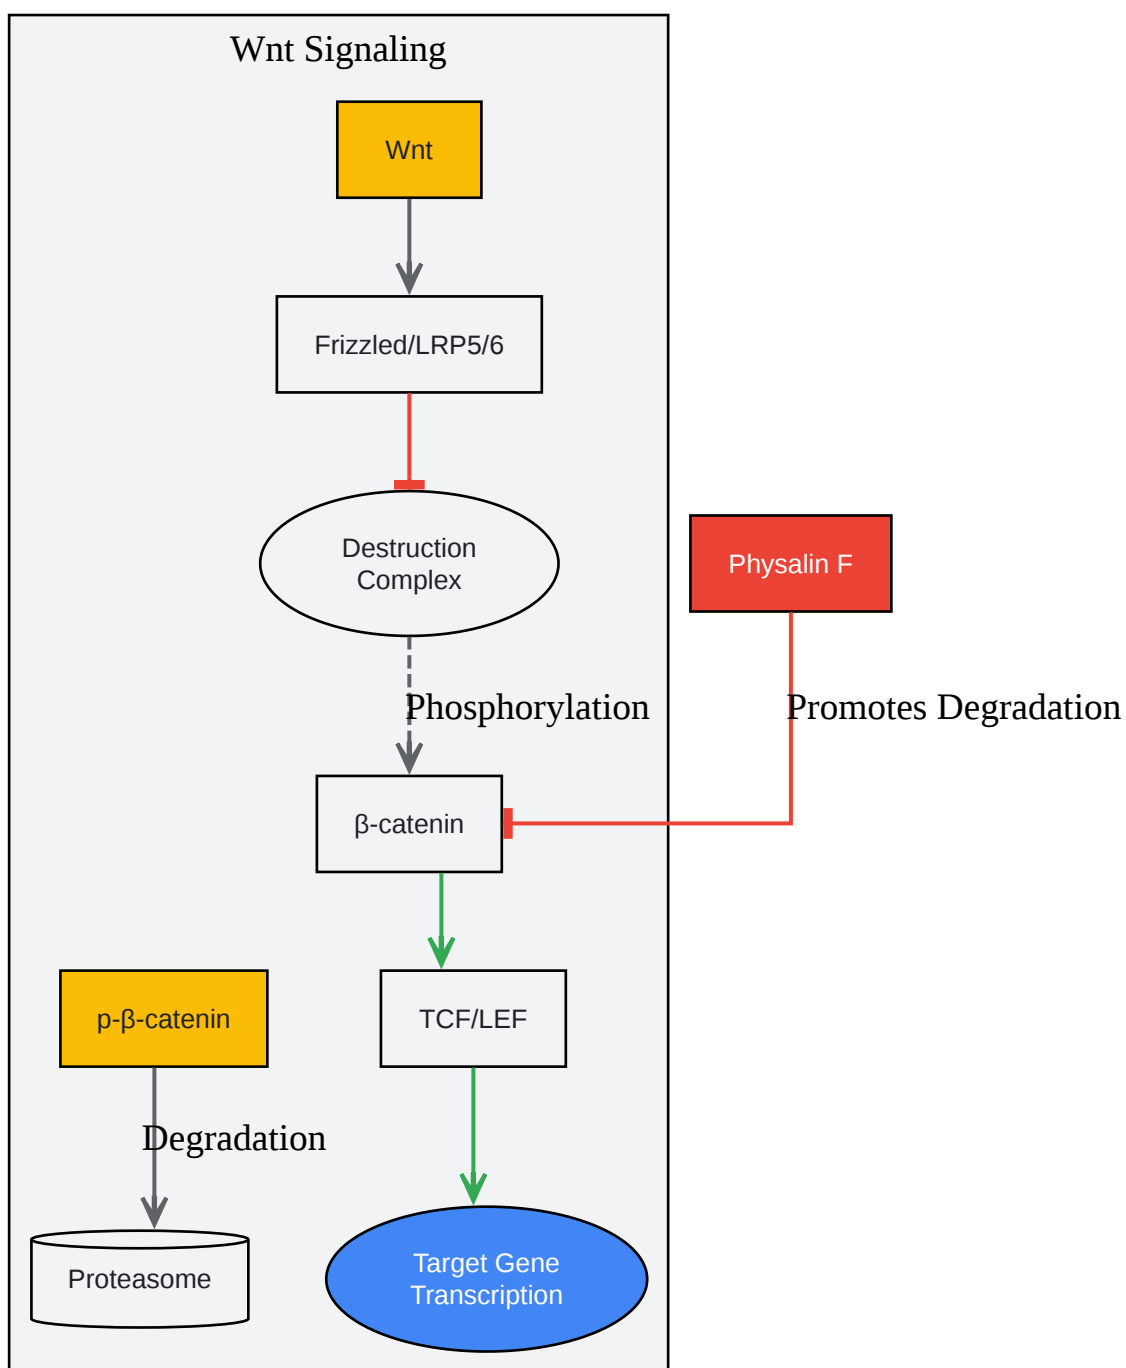 Wnt Signaling
Wnt
Frizzled/LRP5/6
Destruction
Complex
Physalin F
Phosphorylation
Promotes Degradation
β-catenin
p-β-catenin
TCF/LEF
Degradation
Proteasome
Target Gene
Transcription